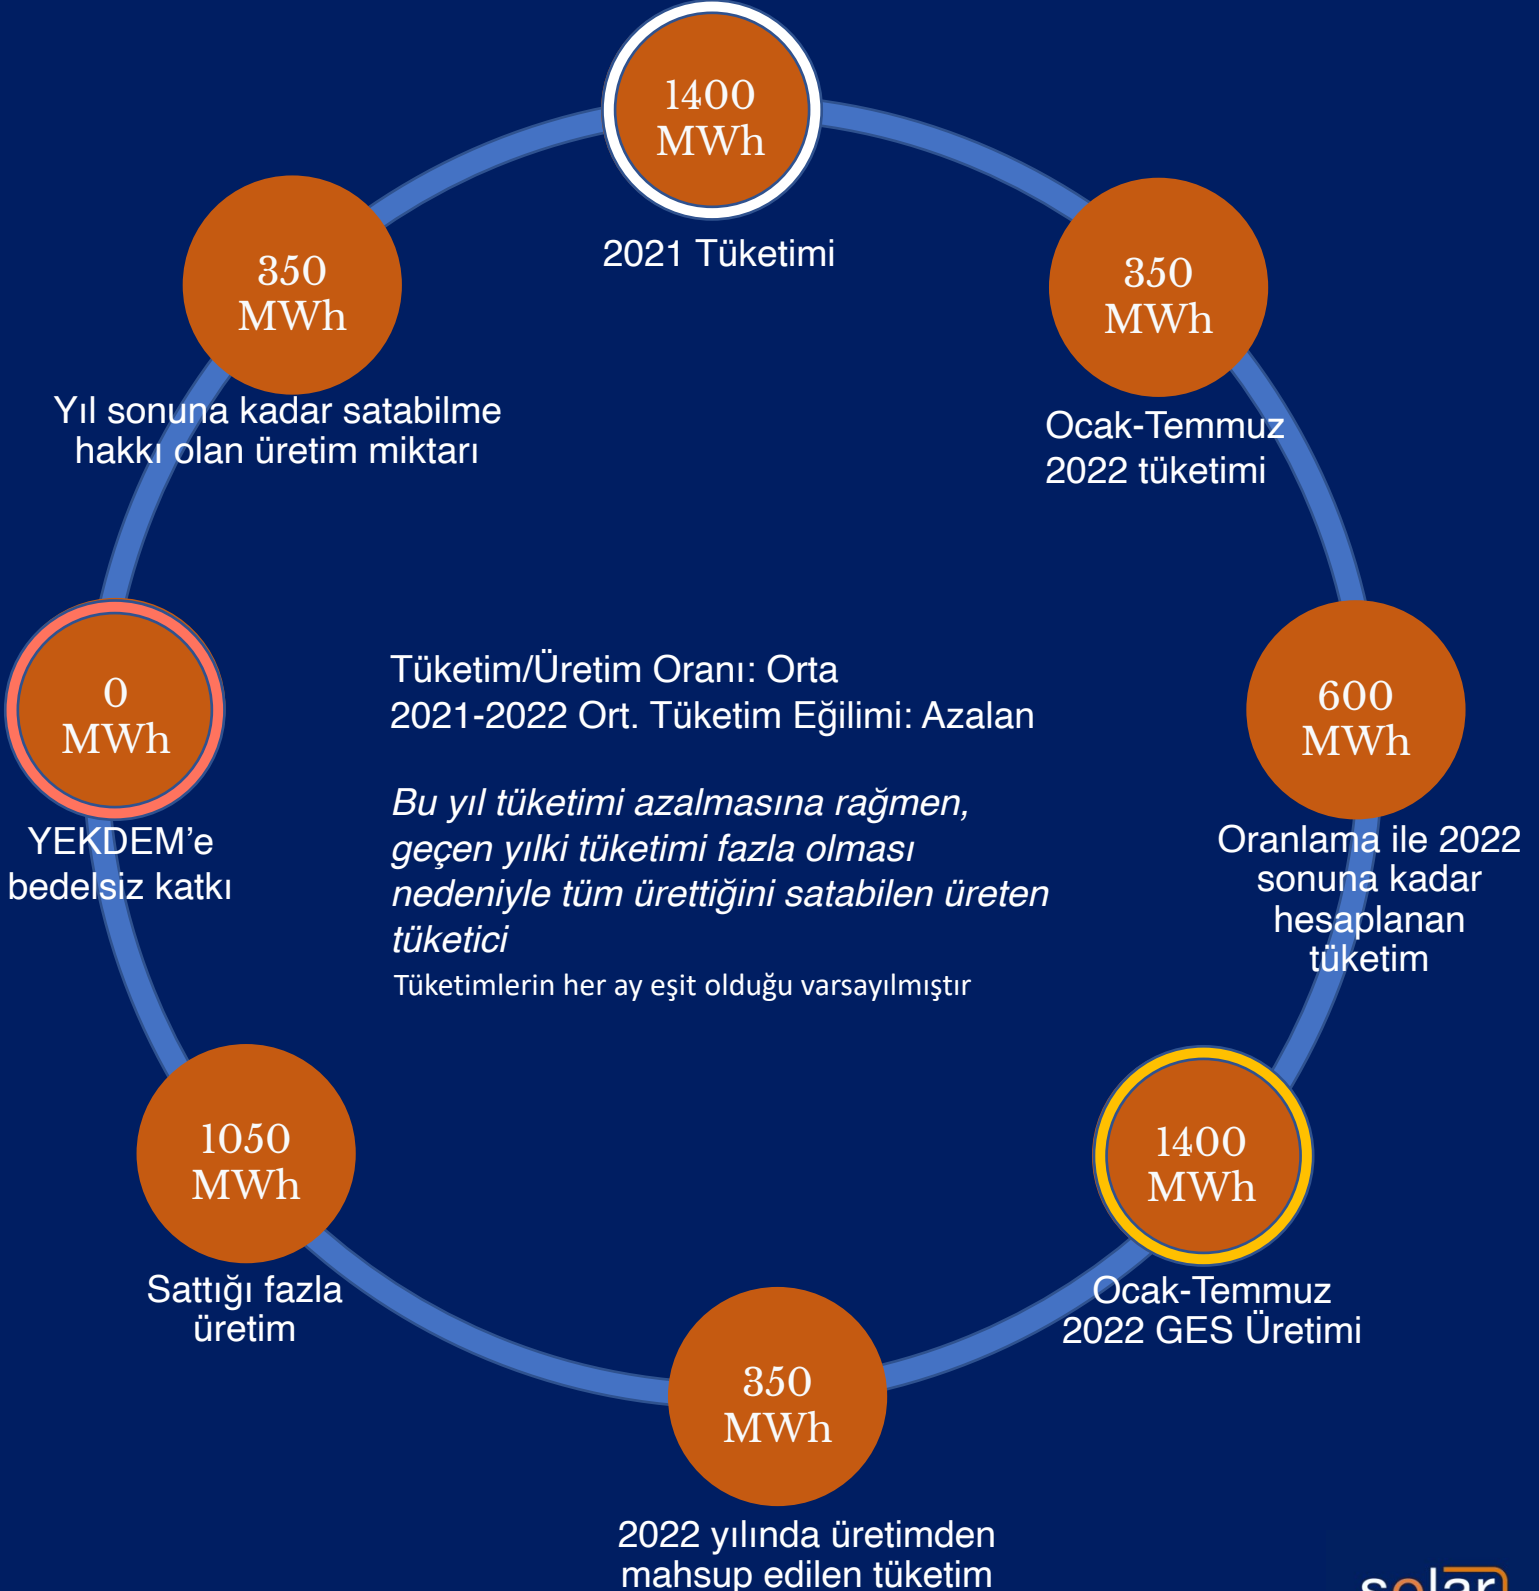 1400
MWh
2021 Tüketimi
350
MWh
Ocak-Temmuz
2022 tüketimi
600
MWh
Oranlama ile 2022
sonuna kadar
hesaplanan
tüketim
1400
MWh
Ocak-Temmuz
2022 GES Üretimi
350
MWh
2022 yılında üretimden
mahsup edilen tüketim
1050
MWh
Sattığı fazla
üretim
0
MWh
YEKDEM’e
bedelsiz katkı
350
MWh
Yıl sonuna kadar satabilme
hakkı olan üretim miktarı
Tüketim/Üretim Oranı: Orta
2021-2022 Ort. Tüketim Eğilimi: Azalan
Bu yıl tüketimi azalmasına rağmen,
geçen yılki tüketimi fazla olması
nedeniyle tüm ürettiğini satabilen üreten
tüketici
Tüketimlerin her ay eşit olduğu varsayılmıştır
solar